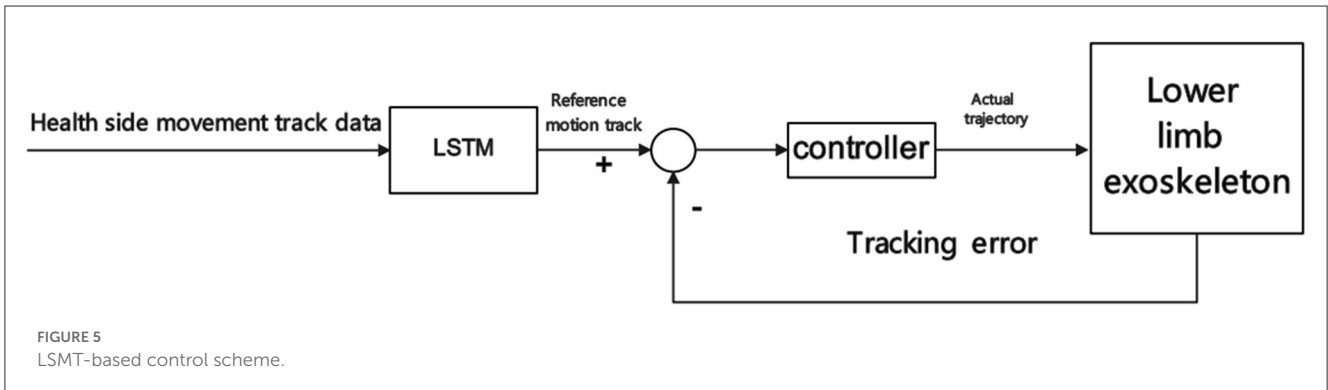 Health side movement track data
LSTM
Reference
motion track
+
-
controller
Actual
trajectory
Lower
limb
exoskeleton
Tracking error
FIGURE 5
LSMT-based control scheme.